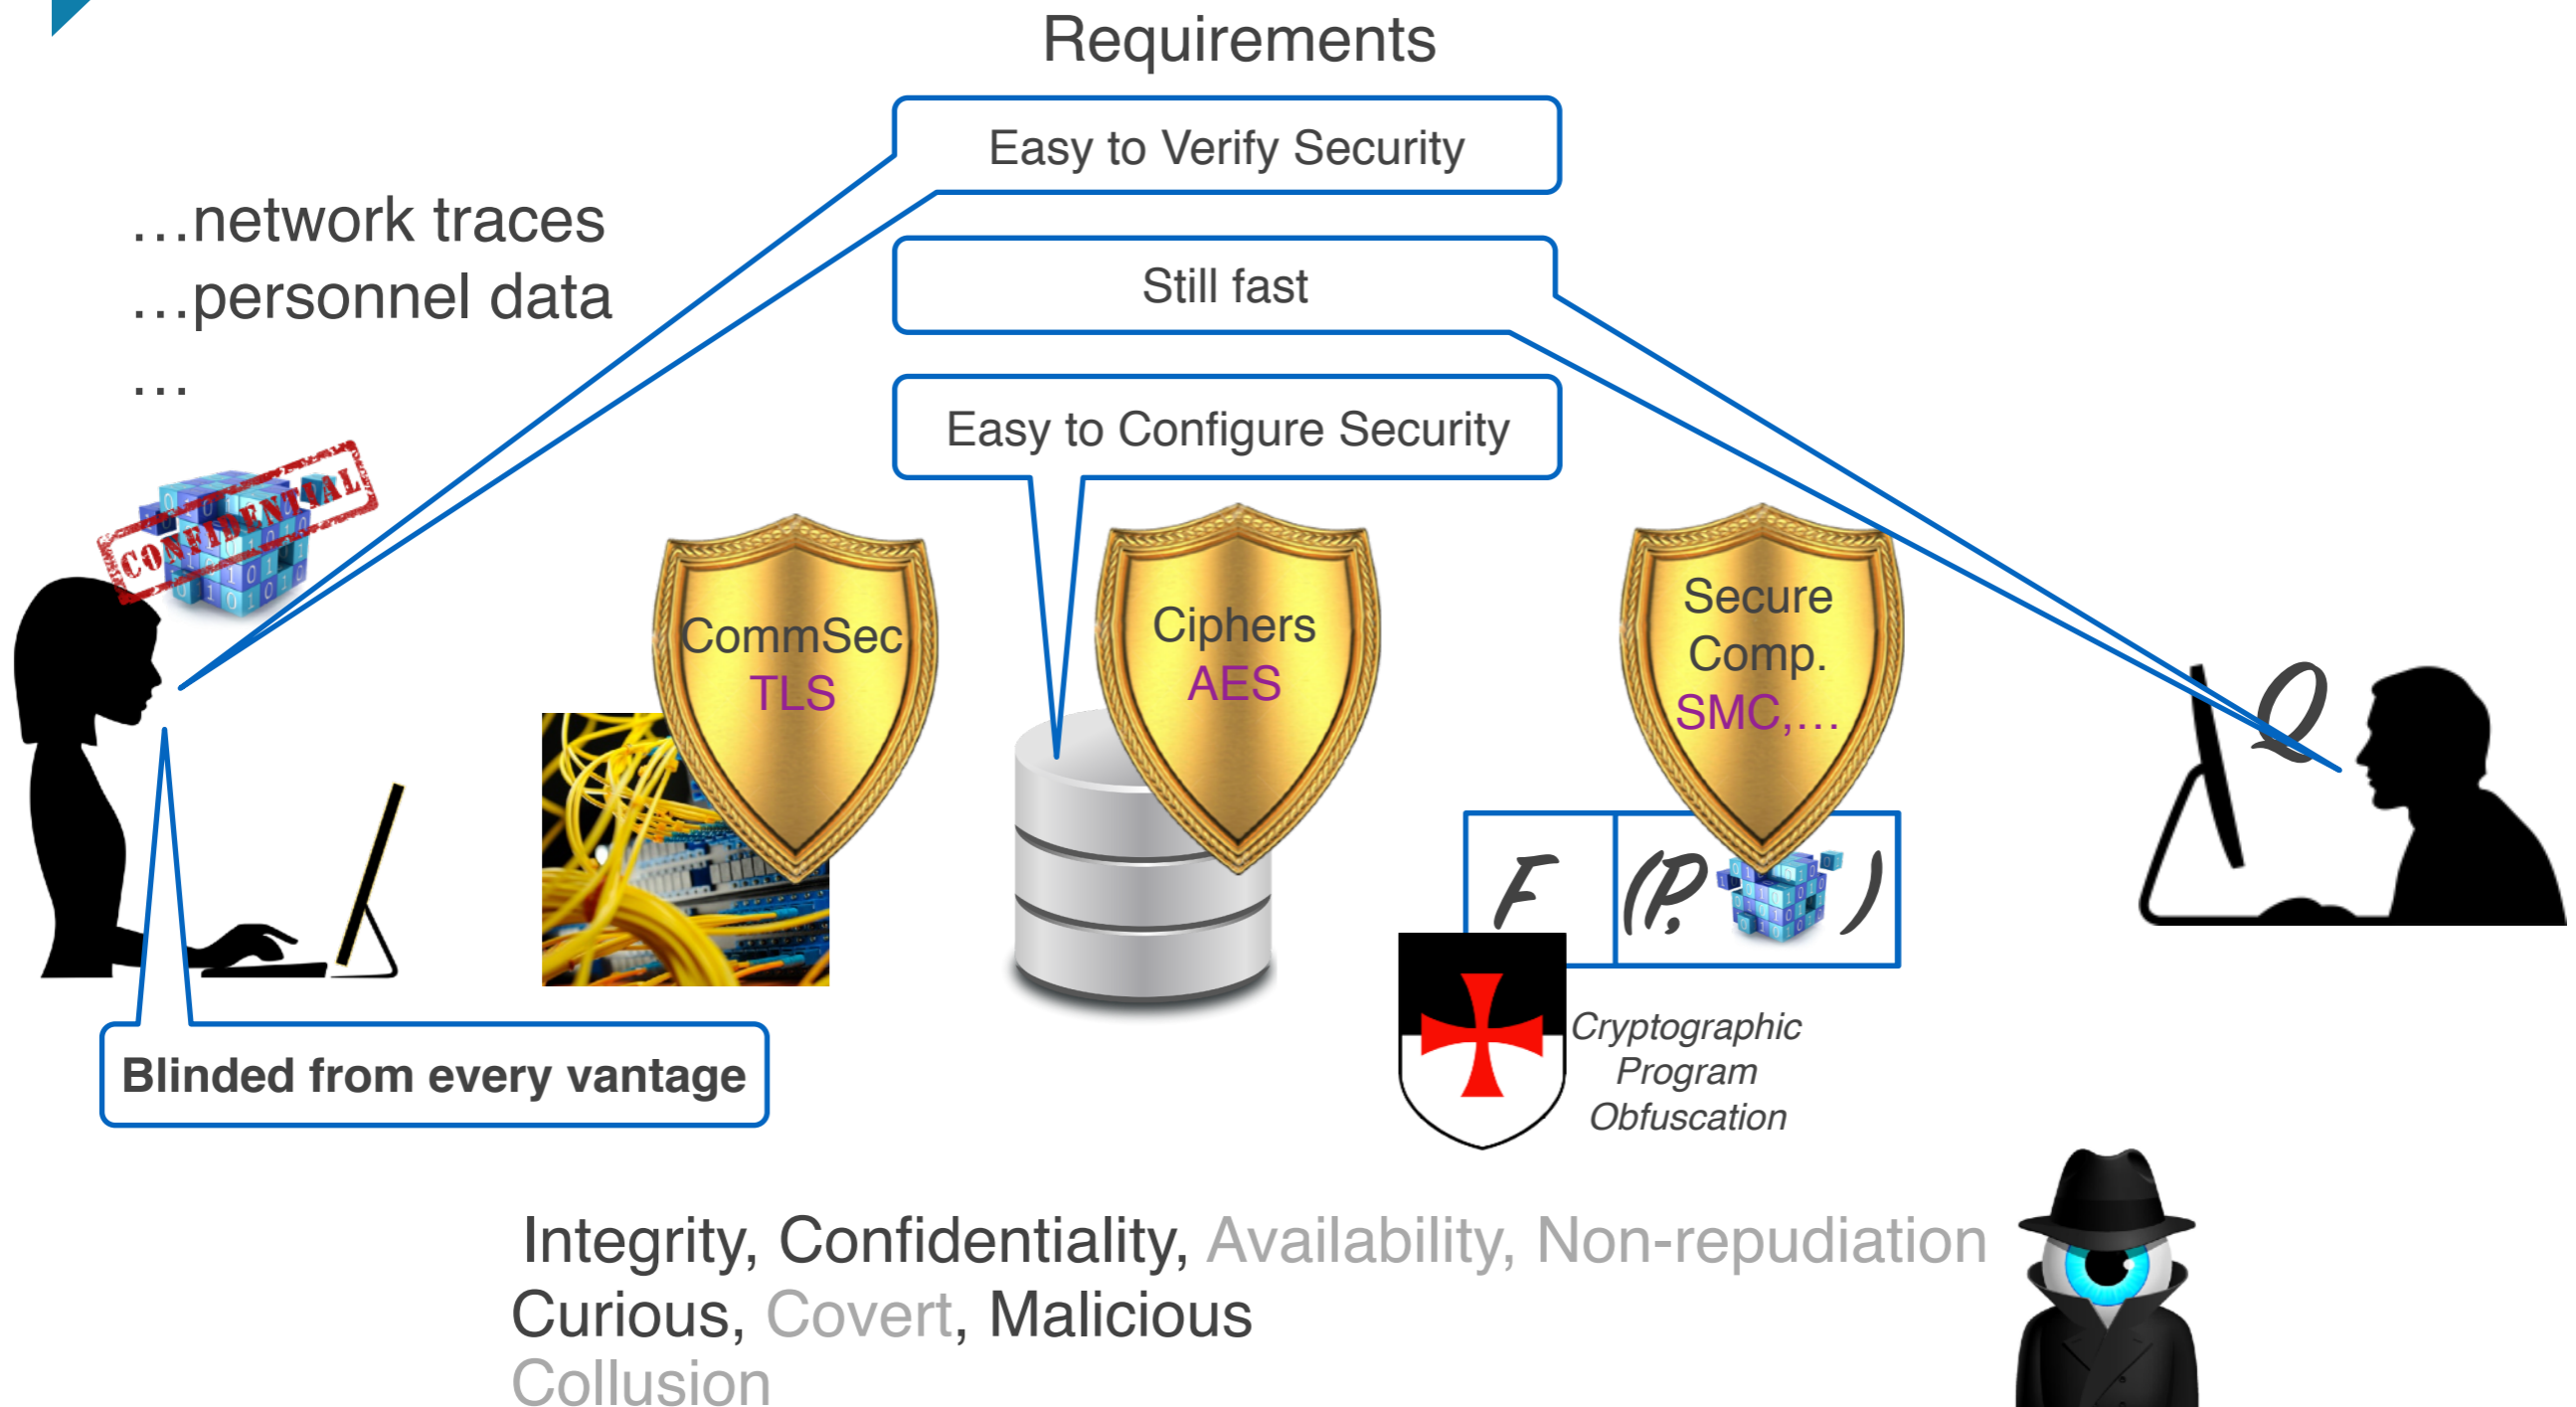 Requirements
Easy to Verify Security
…network traces
…personnel data
…
Still fast
Easy to Configure Security
CONFIDENTIAL
CommSec
TLS
Ciphers
AES
Secure
Comp.
SMC,…
Q
F (P, )
Blinded from every vantage
Cryptographic
Program
Obfuscation
Integrity, Confidentiality, Availability, Non-repudiation
Curious, Covert, Malicious
Collusion